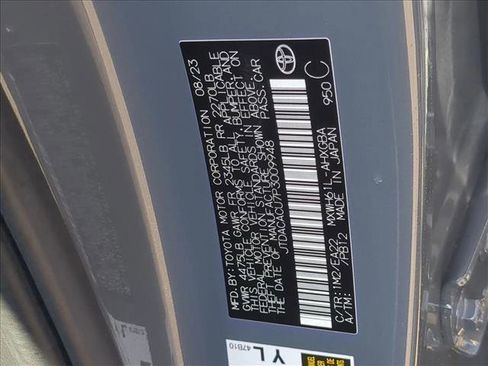 MFD.BY:TOYOTA MOTOR CORPORATION 08/23
GVWR 4475LB GAWR FR 2345LB RR 2270LB
THIS VEHICLE CONFORMS TO ALL APPLICABLE
FEDERAL MOTOR VEHICLE SAFETY, BUMPER, AND
THEFT PREVENTION STANDARDS IN EFFECT ON
THE DATE OF MANUFACTURE SHOWN ABOVE.
PASS.CAR
C/TR:1M2/EA22
A/TM: /PB12
MXWH61L-AHXGBA
MADE IN JAPAN
950
C
47B10
YL